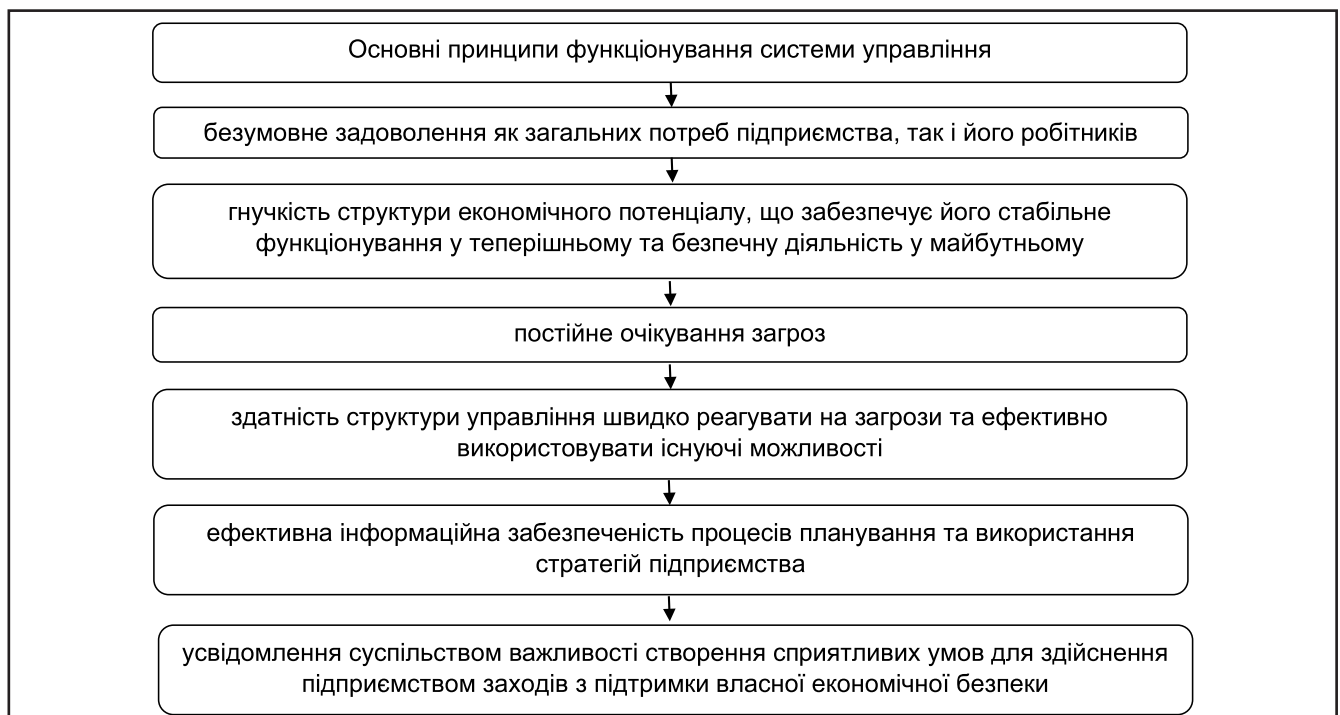 Основні принципи функціонування системи управління
безумовне задоволення як загальних потреб підприємства, так і його робітників
гнучкість структури економічного потенціалу, що забезпечує його стабільне
функціонування у теперішньому та безпечну діяльність у майбутньому
постійне очікування загроз
здатність структури управління швидко реагувати на загрози та ефективно
використовувати існуючі можливості
ефективна інформаційна забезпеченість процесів планування та використання
стратегій підприємства
усвідомлення суспільством важливості створення сприятливих умов для здійснення
підприємством заходів з підтримки власної економічної безпеки